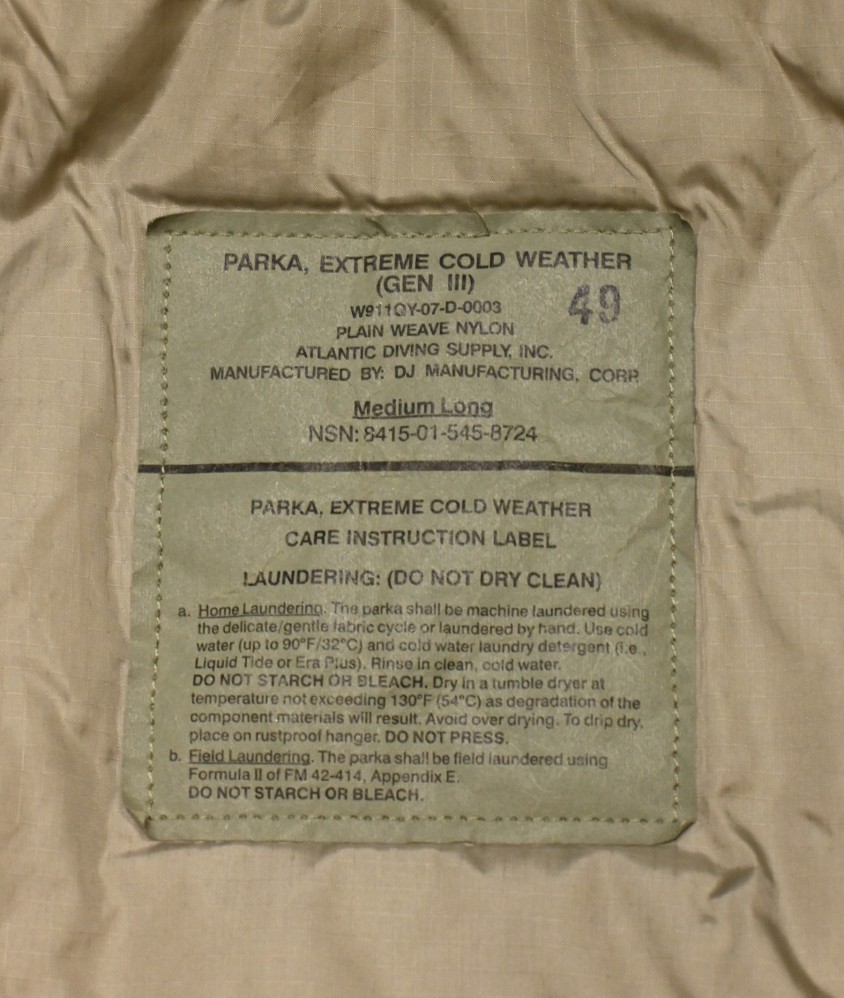 PARKA, EXTREME COLD WEATHER
(GEN III)
49
W911QY-07-D-0003
PLAIN WEAVE NYLON
ATLANTIC DIVING SUPPLY, INC.
MANUFACTURED BY: DJ MANUFACTURING, CORP
Medium Long
NSN: 8415-01-545-8724
PARKA, EXTREME COLD WEATHER
CARE INSTRUCTION LABEL
LAUNDERING: (DO NOT DRY CLEAN)
a. Home Laundering. The parka shall be machine laundered using
the delicate/gentle fabric cycle or laundered by hand. Use cold
water (up to 90°F/32°C) and cold water laundry detergent (i.e.,
Liquid Tide or Era Plus). Rinse in clean, cold water.
DO NOT STARCH OR BLEACH. Dry in a tumble dryer at
temperature not exceeding 130°F (54°C) as degradation of the
component materials will result. Avoid over drying. To drip dry,
place on rustproof hanger. DO NOT PRESS.
b. Field Laundering. The parka shall be field laundered using
Formula II of FM 42-414, Appendix E.
DO NOT STARCH OR BLEACH.